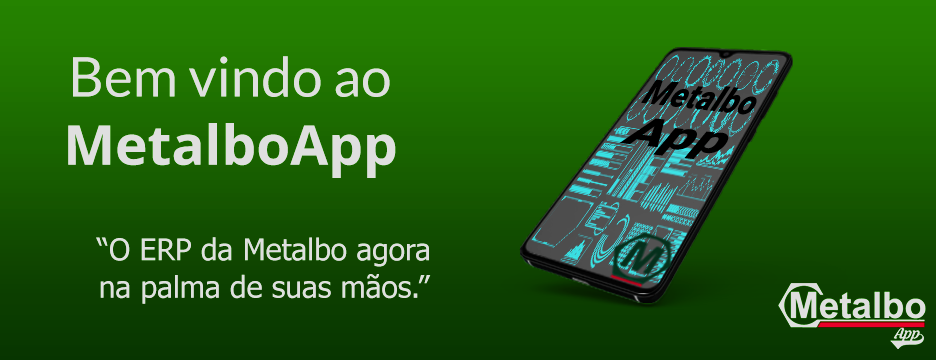 Bem vindo ao
MetalboApp
“O ERP da Metalbo agora
na palma de suas mãos.”
Metalbo
App
M
Metalbo
App